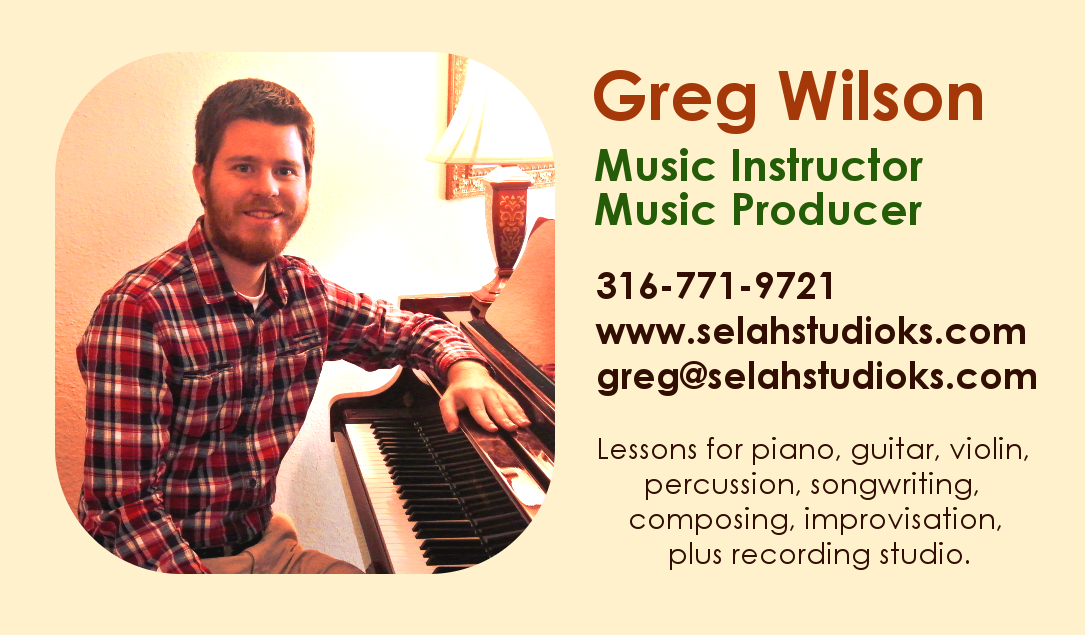 Greg Wilson
Music Instructor
Music Producer
316-771-9721
www.selahstudioks.com
greg@selahstudioks.com
Lessons for piano, guitar, violin,
percussion, songwriting,
composing, improvisation,
plus recording studio.